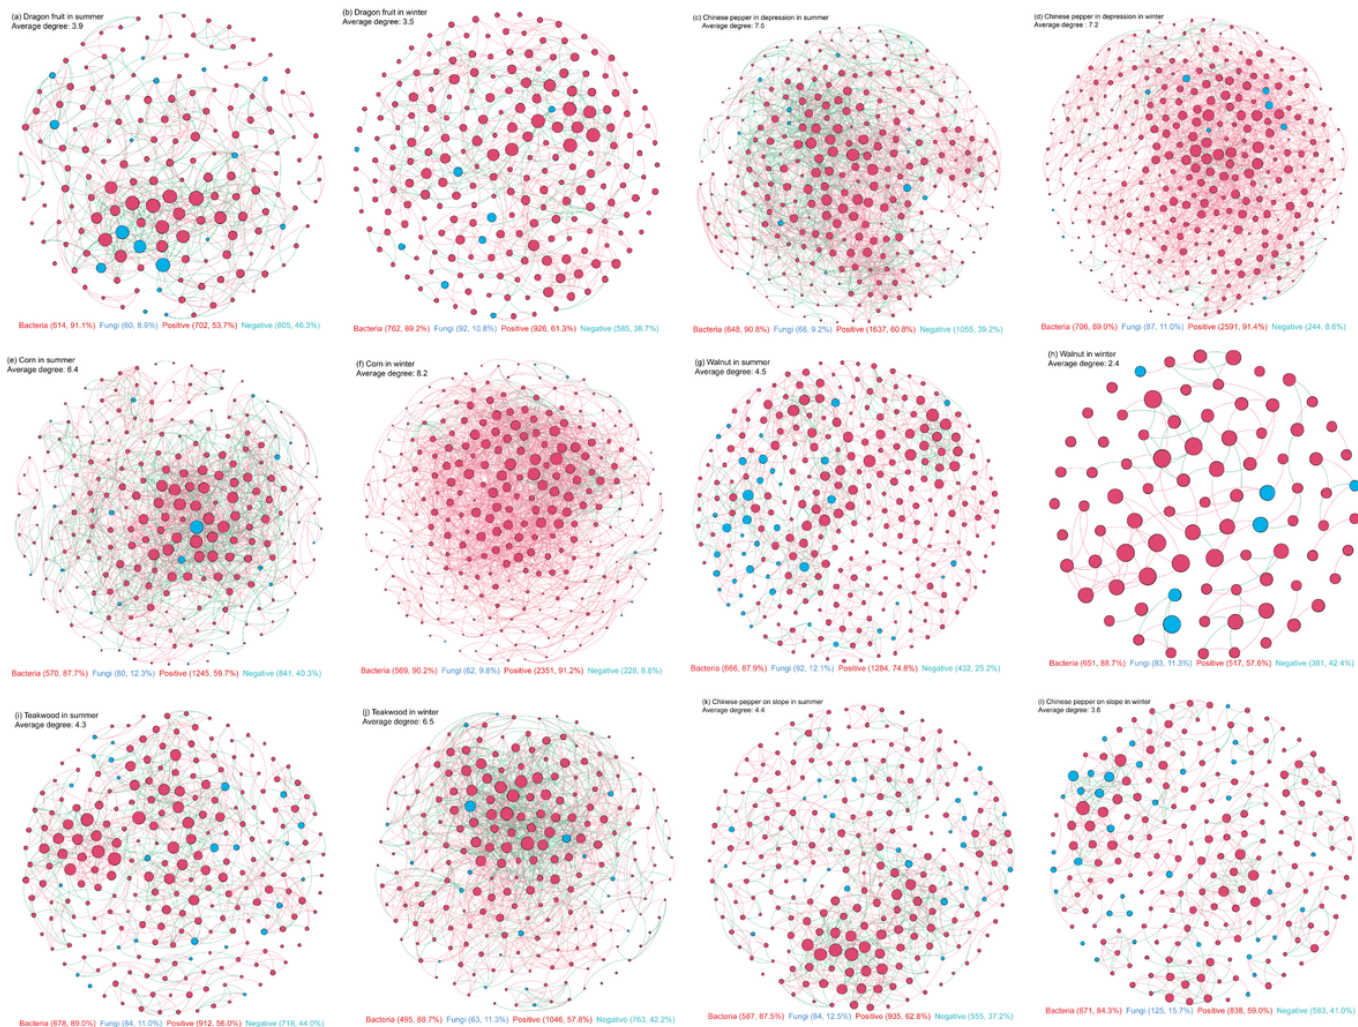 (a) Dragon fruit in summer
Average degree: 3.9
Bacteria (614, 91.1%) Fungi (60, 8.9%) Positive (702, 53.7%) Negative (605, 46.3%)
(b) Dragon fruit in winter
Average degree: 3.5
Bacteria (762, 89.2%) Fungi (92, 10.8%) Positive (926, 61.3%) Negative (585, 38.7%)
(c) Chinese pepper in depression in summer
Average degree: 7.5
Bacteria (648, 90.8%) Fungi (66, 9.2%) Positive (1637, 60.8%) Negative (1055, 39.2%)
(d) Chinese pepper in depression in winter
Average degree : 7.2
Bacteria (706, 89.0%) Fungi (87, 11.0%) Positive (2591, 91.4%) Negative (244, 8.6%)
(e) Corn in summer
Average degree: 6.4
Bacteria (570, 87.7%) Fungi (80, 12.3%) Positive (1245, 59.7%) Negative (841, 40.3%)
(f) Corn in winter
Average degree: 8.2
Bacteria (569, 90.2%) Fungi (62, 9.8%) Positive (2351, 91.2%) Negative (228, 8.8%)
(g) Walnut in summer
Average degree: 4.5
Bacteria (666, 87.9%) Fungi (92, 12.1%) Positive (1284, 74.8%) Negative (432, 25.2%)
(h) Walnut in winter
Average degree: 2.4
Bacteria (651, 88.7%) Fungi (83, 11.3%) Positive (517, 57.6%) Negative (381, 42.4%)
(i) Teakwood in summer
Average degree: 4.3
Bacteria (678, 89.0%) Fungi (84, 11.0%) Positive (912, 56.0%) Negative (718, 44.0%)
(j) Teakwood in winter
Average degree: 6.5
Bacteria (495, 88.7%) Fungi (63, 11.3%) Positive (1046, 57.8%) Negative (763, 42.2%)
(k) Chinese pepper on slope in summer
Average degree: 4.4
Bacteria (587, 87.5%) Fungi (84, 12.5%) Positive (935, 62.8%) Negative (555, 37.2%)
(l) Chinese pepper on slope in winter
Average degree: 3.6
Bacteria (671, 84.3%) Fungi (125, 15.7%) Positive (838, 59.0%) Negative (583, 41.0%)